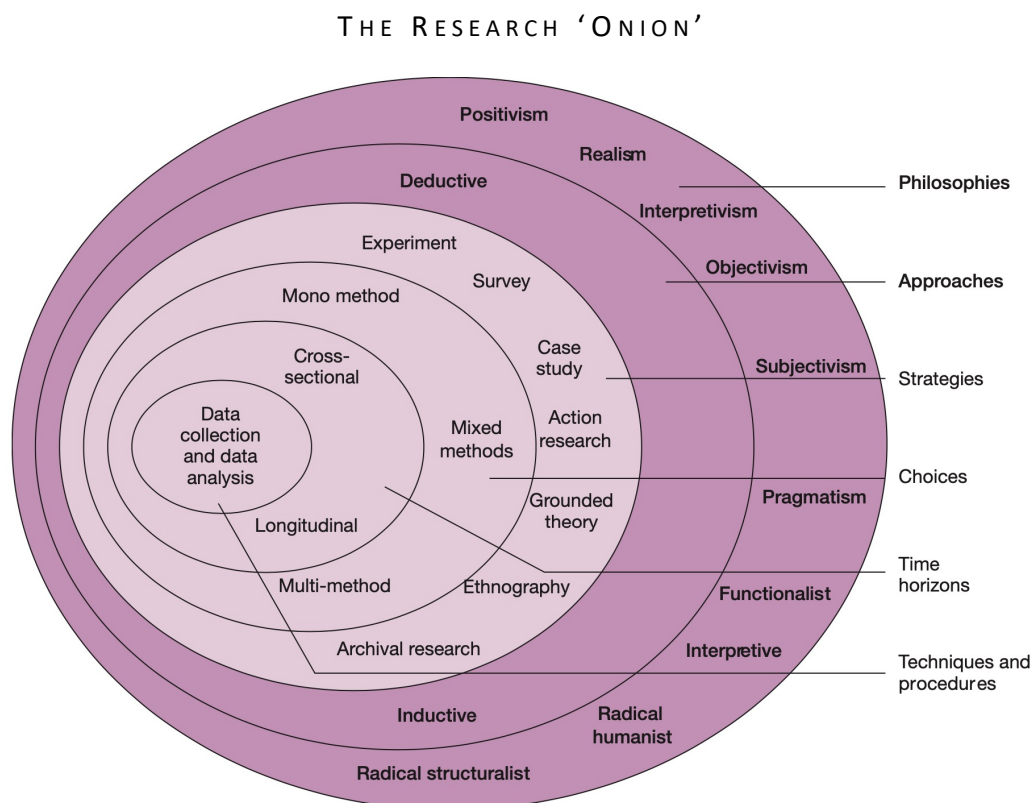 THE RESEARCH ‘ONION’
Positivism
Realism
Deductive
Philosophies
Interpretivism
Experiment
Objectivism
Survey
Approaches
Mono method
Case
study
Cross-
sectional
Subjectivism
Strategies
Data
collection
and data
analysis
Mixed
methods
Action
research
Choices
Pragmatism
Grounded
theory
Longitudinal
Time
horizons
Multi-method
Ethnography
Functionalist
Archival research
Interpretive
Techniques and
procedures
Inductive
Radical
humanist
Radical structuralist